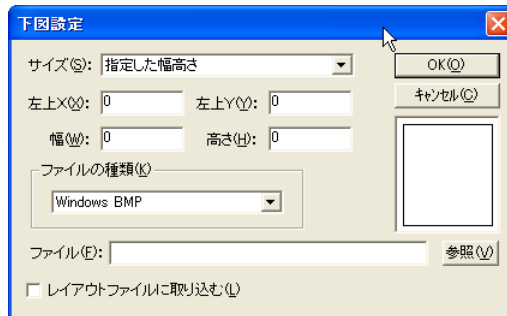 下図設定
サイズ(S): 指定した幅高さ OK(O)
左上X(X): 0 左上Y(Y): 0 ｷｬﾝｾﾙ(C)
幅(W): 0 高さ(H): 0
ファイルの種類(K)
Windows BMP
ファイル(F): 参照(V)
レイアウトファイルに取り込む(L)